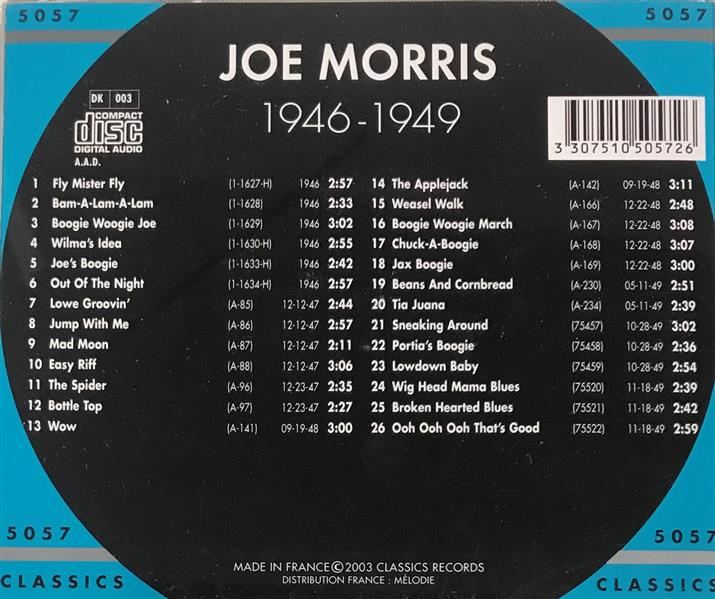 5057
5057
JOE MORRIS
1946-1949
DK 003
COMPACT
disc
DIGITAL AUDIO
A.A.D.
3 307510 505726
1 Fly Mister Fly (1-1627-H) 1946 2:57
2 Bam-A-Lam-A-Lam (1-1628) 1946 2:33
3 Boogie Woogie Joe (1-1629) 1946 3:02
4 Wilma's Idea (1-1630-H) 1946 2:55
5 Joe's Boogie (1-1633-H) 1946 2:42
6 Out Of The Night (1-1634-H) 1946 2:57
7 Lowe Groovin' (A-85) 12-12-47 2:44
8 Jump With Me (A-86) 12-12-47 2:57
9 Mad Moon (A-87) 12-12-47 2:11
10 Easy Riff (A-88) 12-12-47 3:06
11 The Spider (A-96) 12-23-47 2:35
12 Bottle Top (A-97) 12-23-47 2:27
13 Wow (A-141) 09-19-48 3:00
14 The Applejack (A-142) 09-19-48 3:11
15 Weasel Walk (A-166) 12-22-48 2:48
16 Boogie Woogie March (A-167) 12-22-48 3:08
17 Chuck-A-Boogie (A-168) 12-22-48 3:07
18 Jax Boogie (A-169) 12-22-48 3:00
19 Beans And Cornbread (A-230) 05-11-49 2:51
20 Tia Juana (A-234) 05-11-49 2:39
21 Sneaking Around (75457) 10-28-49 3:02
22 Portia's Boogie (75458) 10-28-49 2:36
23 Lowdown Baby (75459) 10-28-49 2:54
24 Wig Head Mama Blues (75520) 11-18-49 2:39
25 Broken Hearted Blues (75521) 11-18-49 2:42
26 Ooh Ooh Ooh That's Good (75522) 11-18-49 2:59
5057
5057
MADE IN FRANCE Ⓒ 2003 CLASSICS RECORDS
DISTRIBUTION FRANCE : MÉLODIE
CLASSICS
CLASSICS